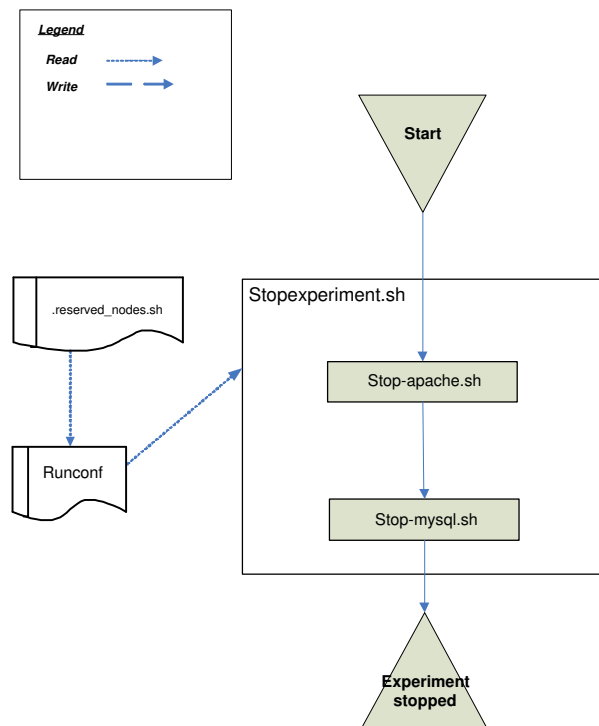 Legend
Read
Write
Start
.reserved_nodes.sh
Stopexperiment.sh
Stop-apache.sh
Runconf
Stop-mysql.sh
Experiment
stopped